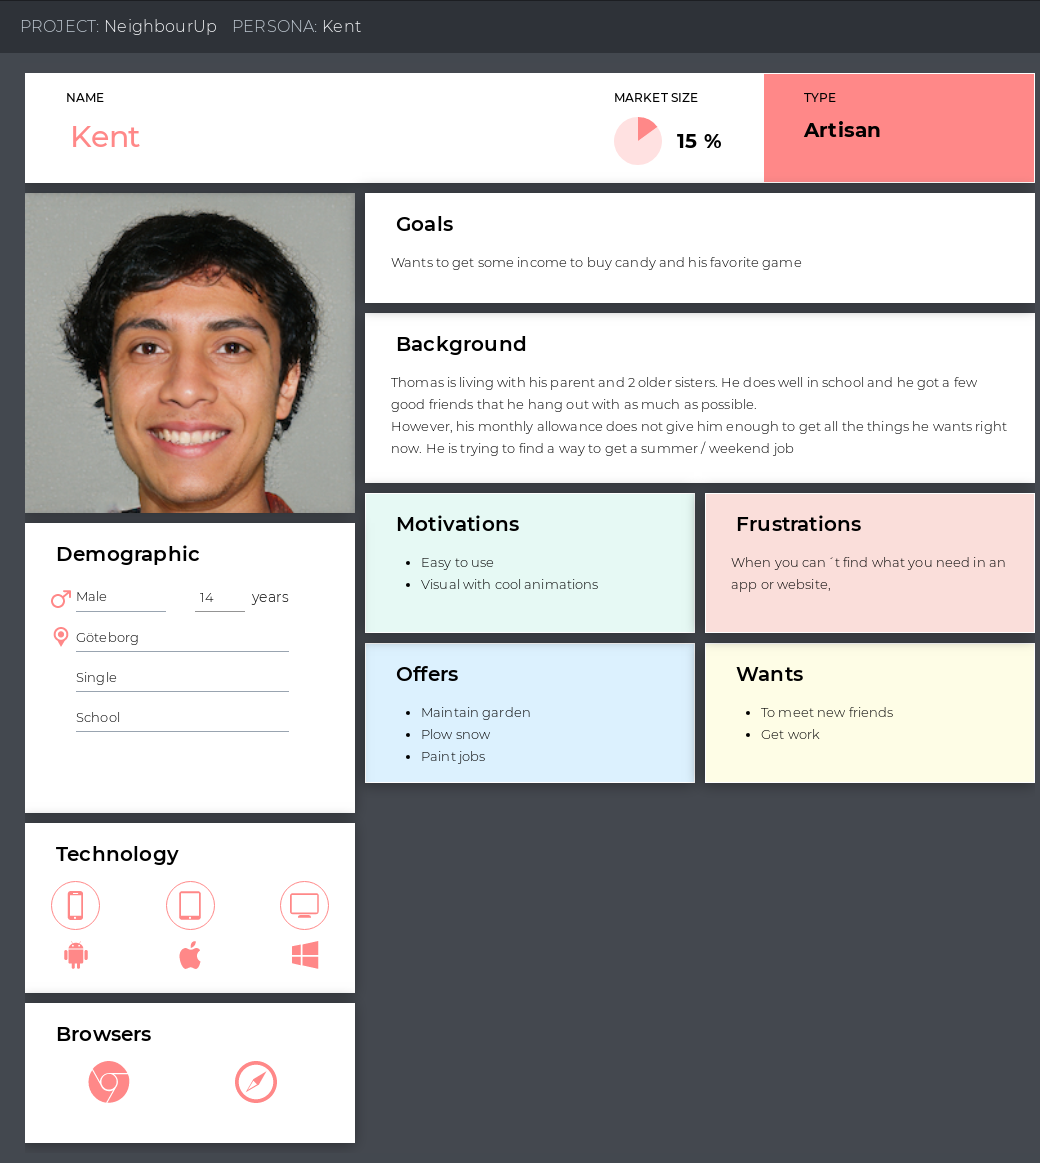 PROJECT: NeighbourUp PERSONA: Kent
NAME
Kent
MARKET SIZE
15 %
TYPE
Artisan
Goals
Wants to get some income to buy candy and his favorite game
Background
Thomas is living with his parent and 2 older sisters. He does well in school and he got a few
good friends that he hang out with as much as possible.
However, his monthly allowance does not give him enough to get all the things he wants right
now. He is trying to find a way to get a summer / weekend job
Motivations
Easy to use
Visual with cool animations
Frustrations
When you can ´t find what you need in an
app or website,
Demographic
Male 14 years
Göteborg
Single
School
Offers
Maintain garden
Plow snow
Paint jobs
Wants
To meet new friends
Get work
Technology
Browsers